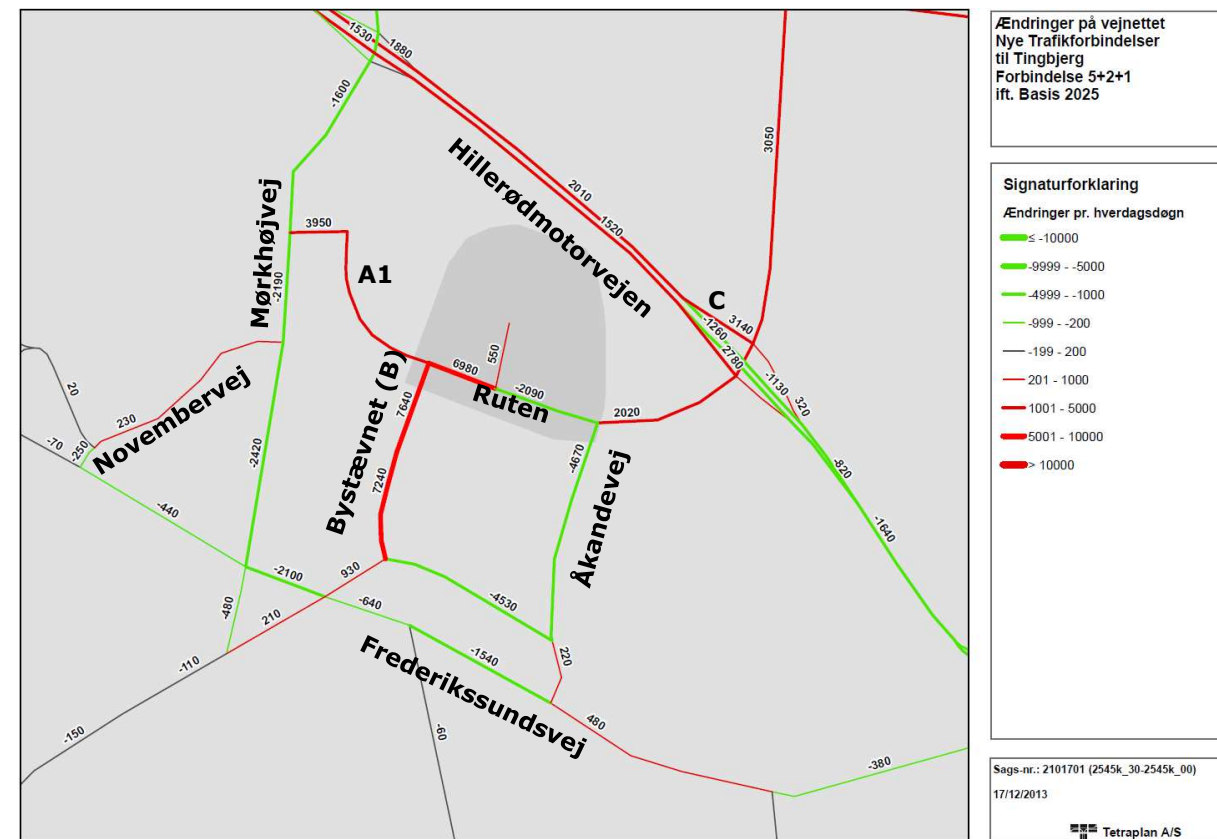 1530
1880
-1600
3050
Hillerødmotorvejen
2010
1520
Mørkhøjvej
3950
-2190
A1
C
3140
-1260
2780
-1130
320
550
6980
-2090
Ruten
2020
20
230
-70
-250
Novembervej
-2420
Bystævnet (B)
7640
7240
-4670
Åkandevej
-820
-1640
-440
-2100
930
-480
210
-640
-4530
-110
-150
Frederikssundsvej
-1540
220
480
-60
-380
Ændringer på vejnettet
Nye Trafikforbindelser
til Tingbjerg
Forbindelse 5+2+1
ift. Basis 2025
Signaturforklaring
Ændringer pr. hverdagsdøgn
≤ -10000
-9999 - -5000
-4999 - -1000
-999 - -200
-199 - 200
201 - 1000
1001 - 5000
5001 - 10000
> 10000
Sags-nr.: 2101701 (2545k_30-2545k_00)
17/12/2013
Tetraplan A/S